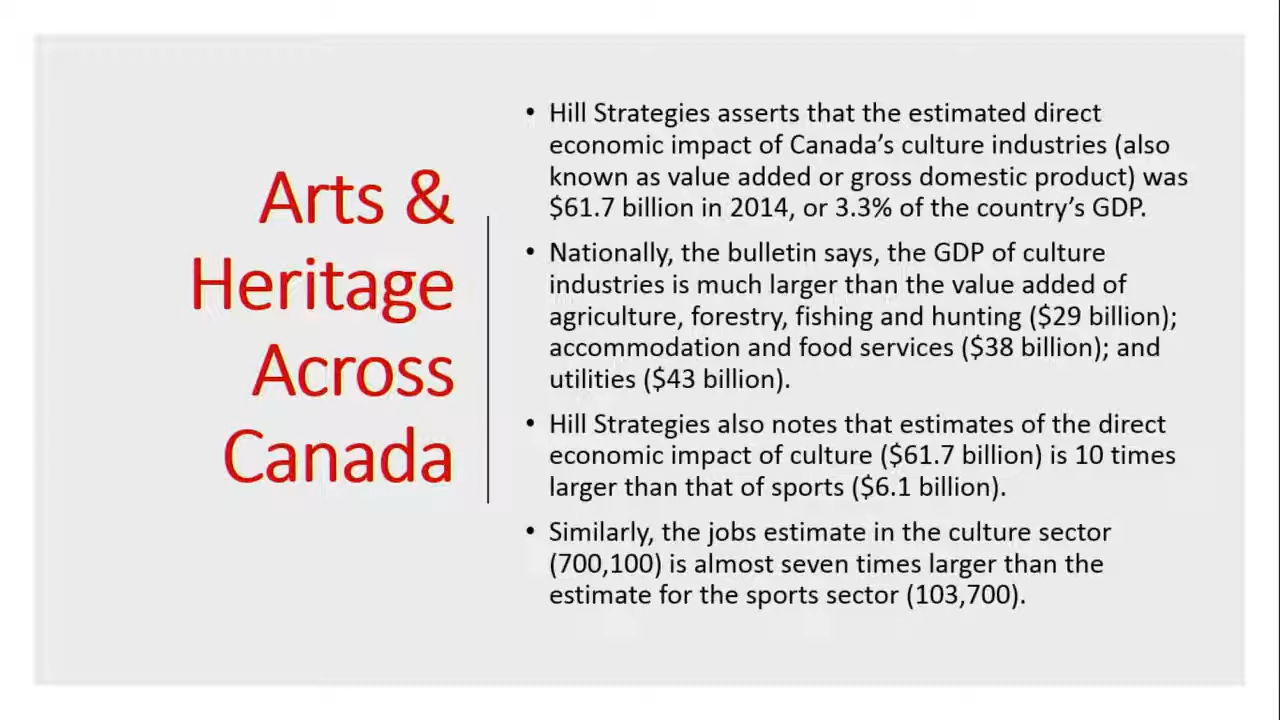 Arts &
Heritage
Across
Canada
• Hill Strategies asserts that the estimated direct
economic impact of Canada’s culture industries (also
known as value added or gross domestic product) was
$61.7 billion in 2014, or 3.3% of the country’s GDP.
• Nationally, the bulletin says, the GDP of culture
industries is much larger than the value added of
agriculture, forestry, fishing and hunting ($29 billion);
accommodation and food services ($38 billion); and
utilities ($43 billion).
• Hill Strategies also notes that estimates of the direct
economic impact of culture ($61.7 billion) is 10 times
larger than that of sports ($6.1 billion).
• Similarly, the jobs estimate in the culture sector
(700,100) is almost seven times larger than the
estimate for the sports sector (103,700).